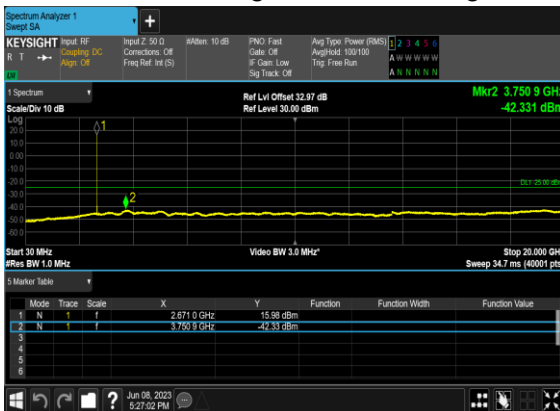 Spectrum Analyzer 1
Swept SA
KEYSIGHT
R T
LV
Input: RF
Coupling: DC
Align: Off
Input Z: 50 Ω
Corrections: Off
Freq Ref: Int (S)
#Atten: 10 dB
PNO: Fast
Gate: Off
IF Gain: Low
Sig Track: Off
Avg Type: Power (RMS)
Avg|Hold: 100/100
Trig: Free Run
1 2 3 4 5 6
A W W W W W
A N N N N N
1 Spectrum
Scale/Div 10 dB
Ref Lvl Offset 32.97 dB
Ref Level 30.00 dBm
Mkr2 3.750 9 GHz
-42.331 dBm
Log
20.0
10.0
0.00
-10.0
-20.0
-30.0
-40.0
-50.0
-60.0
1
2
DL1 -25.00 dBm
Start 30 MHz
#Res BW 1.0 MHz
Video BW 3.0 MHz*
Stop 20.000 GHz
Sweep 34.7 ms (40001 pts
5 Marker Table
Mode Trace Scale X Y Function Function Width Function Value
1 N 1 f 2.671 0 GHz 15.98 dBm
2 N 1 f 3.750 9 GHz -42.33 dBm
3
4
5
6
?
Jun 08, 2023
5:27:02 PM